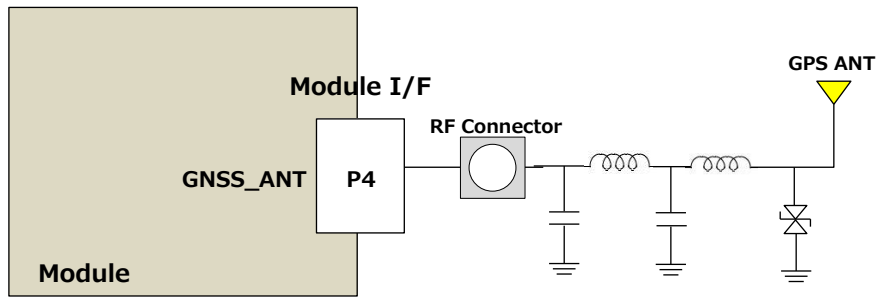 GPS ANT
Module I/F
RF Connector
GNSS_ANT
P4
Module